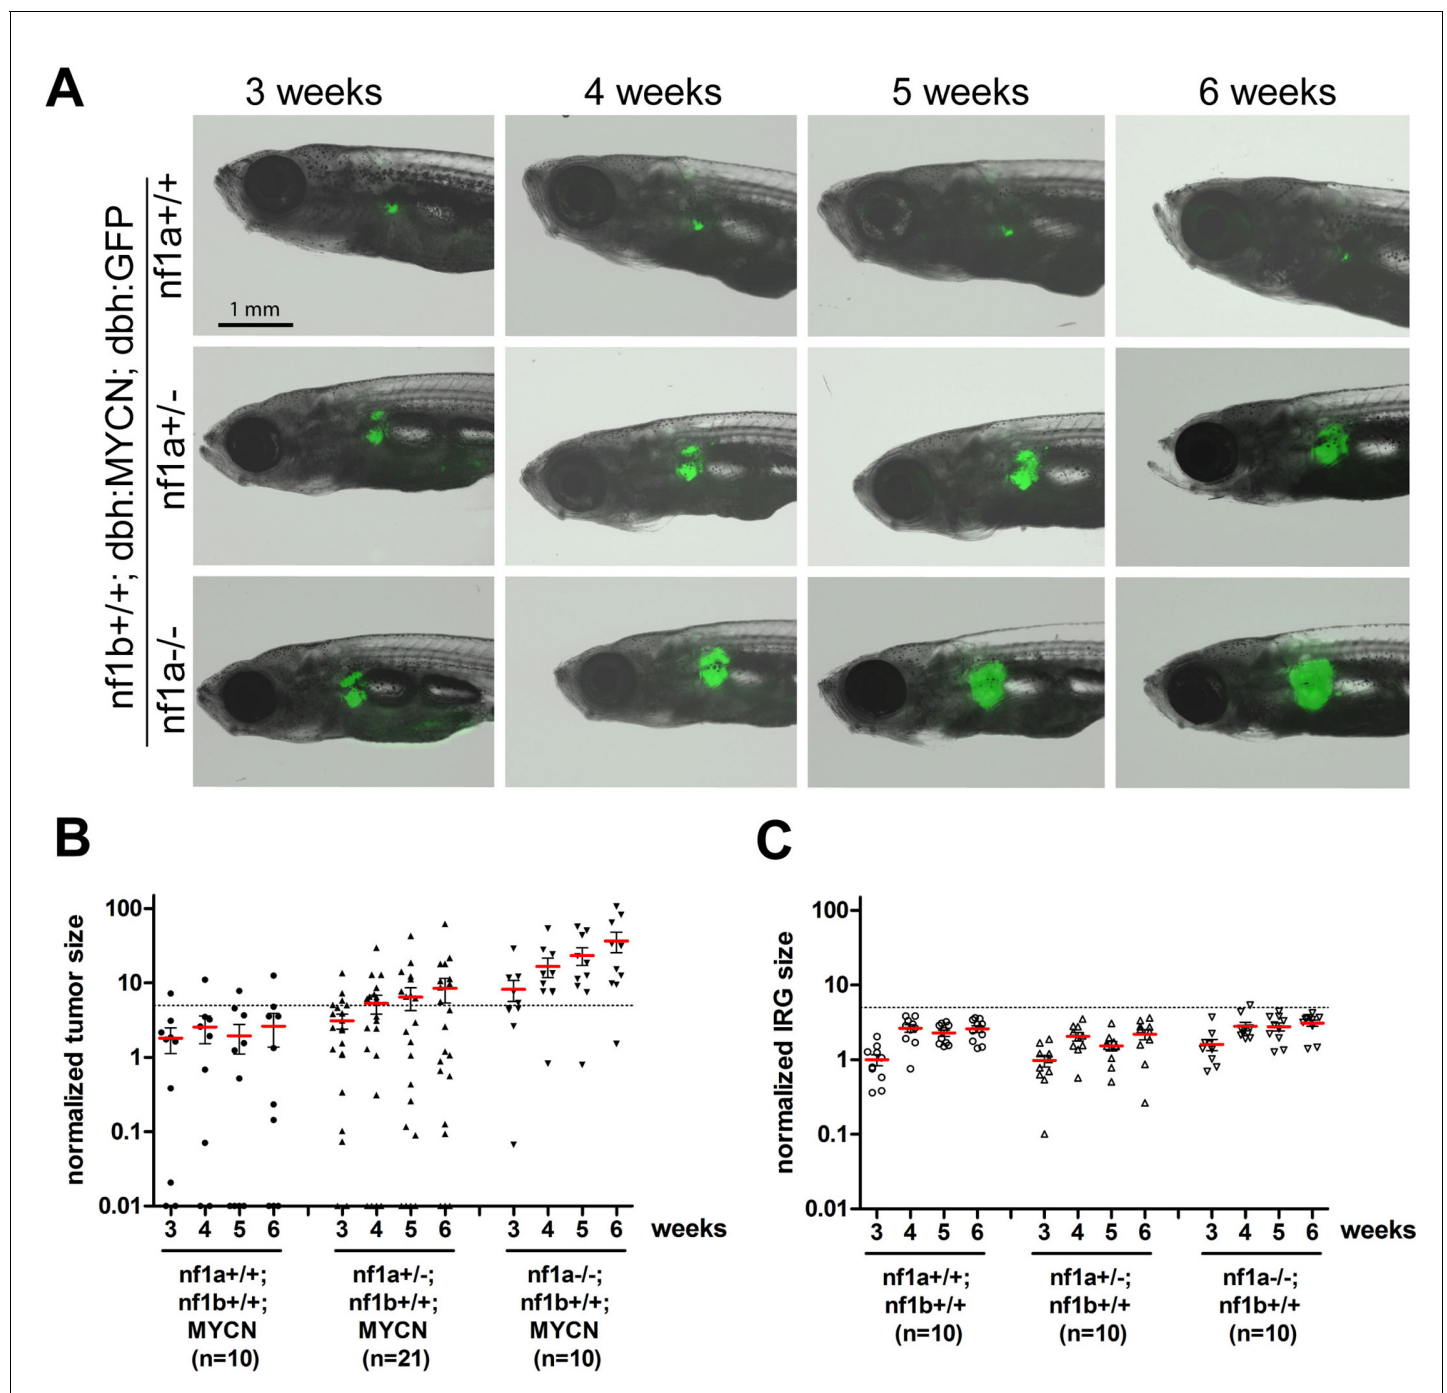 A
3 weeks
4 weeks
5 weeks
6 weeks
nf1b+/+; dbh:MYCN; dbh:GFP
nf1a+/+
1 mm
nf1a+/-
nf1a-/-
B
normalized tumor size
100
10
1
0.1
0.01
3 4 5 6 3 4 5 6 3 4 5 6 weeks
nf1a+/+;
nf1b+/+;
MYCN
(n=10)
nf1a+/-;
nf1b+/+;
MYCN
(n=21)
nf1a-/-;
nf1b+/+;
MYCN
(n=10)
C
normalized IRG size
100
10
1
0.1
0.01
3 4 5 6 3 4 5 6 3 4 5 6 weeks
nf1a+/+;
nf1b+/+
(n=10)
nf1a+/-;
nf1b+/+
(n=10)
nf1a-/-;
nf1b+/+
(n=10)